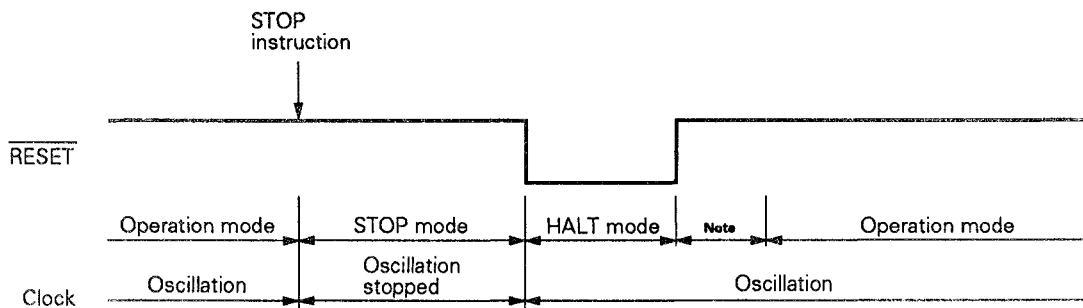 STOP
instruction
RESET
Operation mode STOP mode HALT mode Note Operation mode
Clock Oscillation Oscillation stopped Oscillation